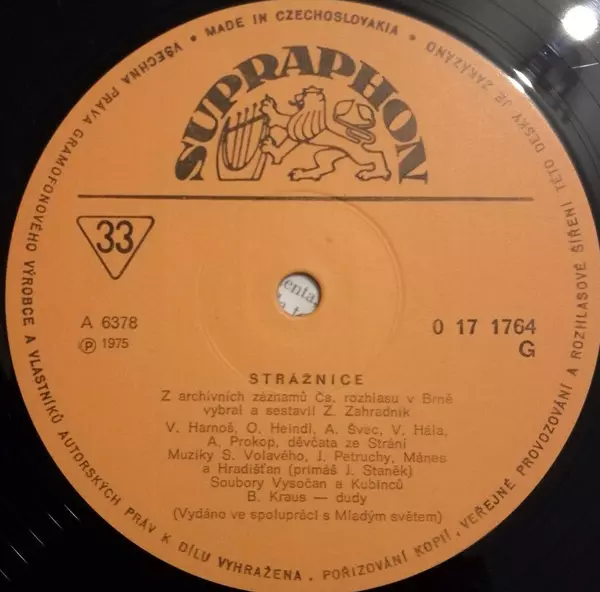 VŠECHNA PRÁVA GRAMOFONOVÉHO VÝROBCE A VLASTNÍKŮ AUTORSKÝCH PRÁV K DÍLU VYHRAŽENA . POŘIZOVÁNÍ KOPIÍ , VEŘEJNÉ PROVOZOVÁNÍ A ROZHLASOVÉ ŠÍŘENÍ TÉTO DESKY JE ZAKÁZÁNO
• MADE IN CZECHOSLOVAKIA •
SUPRAPHON
33
A 6378
Ⓟ 1975
0 17 1764
G
STRÁŽNICE
Z archivních záznamů Čs. rozhlasu v Brně
vybral a sestavil Z. Zahradník
V. Harnoš, O. Heindl, A. Švec, V. Hála,
A. Prokop, děvčata ze Strání
Muziky S. Volavého, J. Petruchy, Mánes
a Hradišťan (primáš J. Staněk)
Soubory Vysočan a Kubínců
B. Kraus — dudy
(Vydáno ve spolupráci s Mladým světem)
enta.